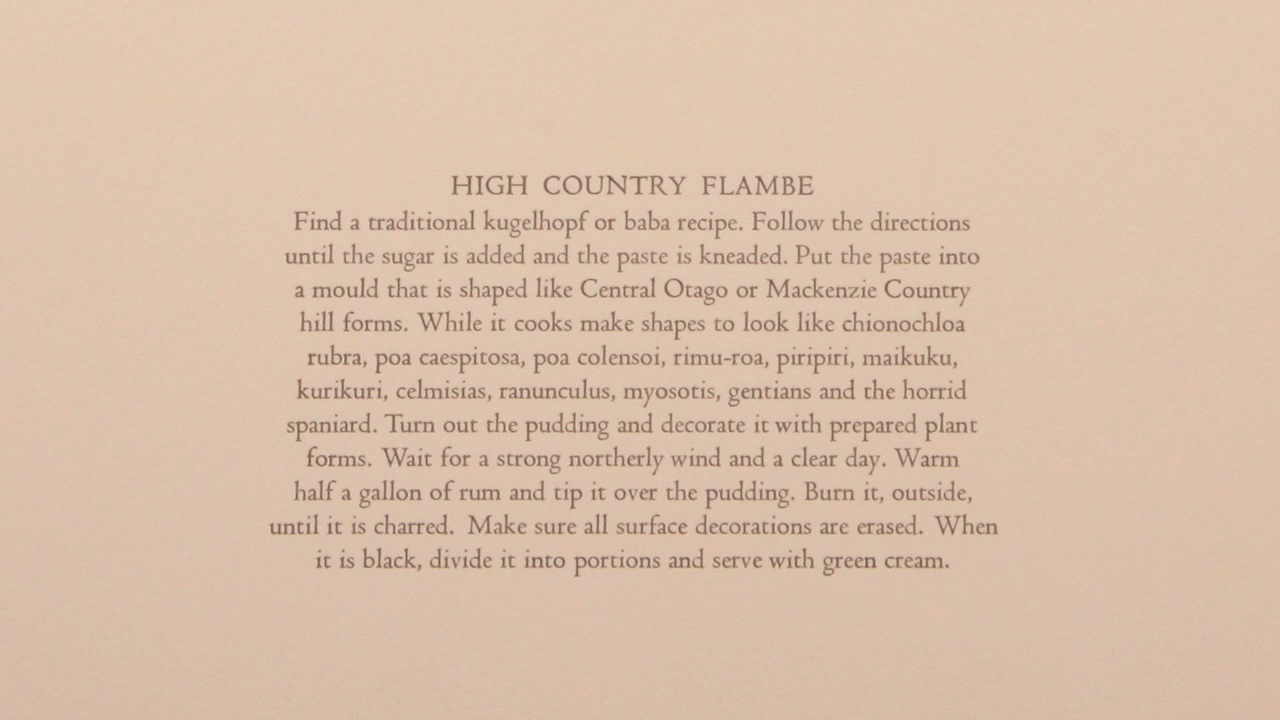 HIGH COUNTRY FLAMBE
Find a traditional kugelhopf or baba recipe. Follow the directions
until the sugar is added and the paste is kneaded. Put the paste into
a mould that is shaped like Central Otago or Mackenzie Country
hill forms. While it cooks make shapes to look like chionochloa
rubra, poa caespitosa, poa colensoi, rimu-roa, piripiri, maikuku,
kurikuri, celmisias, ranunculus, myosotis, gentians and the horrid
spaniard. Turn out the pudding and decorate it with prepared plant
forms. Wait for a strong northerly wind and a clear day. Warm
half a gallon of rum and tip it over the pudding. Burn it, outside,
until it is charred. Make sure all surface decorations are erased. When
it is black, divide it into portions and serve with green cream.